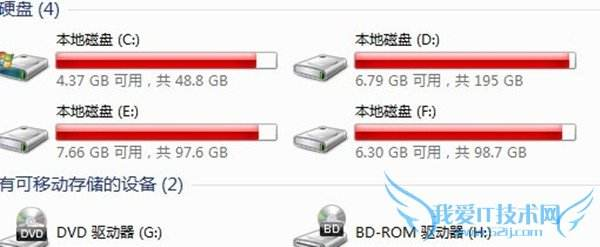 硬盘 (4)
本地磁盘 (C:)
4.37 GB 可用，共 48.8 GB
本地磁盘 (D:)
6.79 GB 可用，共 195 GB
本地磁盘 (E:)
7.66 GB 可用，共 97.6 GB
本地磁盘 (F:)
6.30 GB 可用，共 98.7 GB
有可移动存储的设备 (2)
DVD
DVD 驱动器 (G:)
BD
BD-ROM 驱动器 (H:)
我爱IT技术网
www.52ij.com